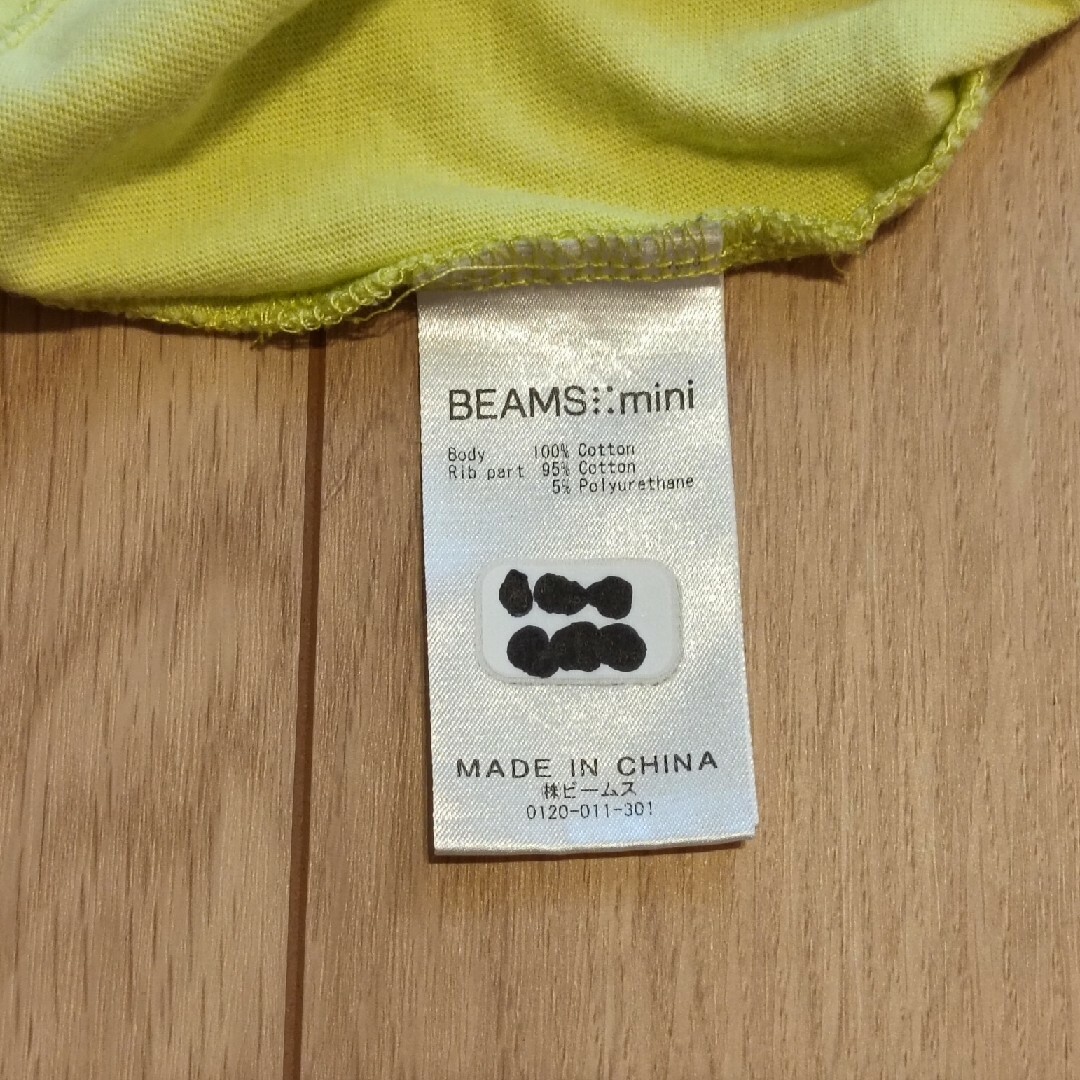 BEAMS mini
Body 100% Cotton
Rib part 95% Cotton
5% Polyurethane
MADE IN CHINA
㈱ビームス
0120-011-301